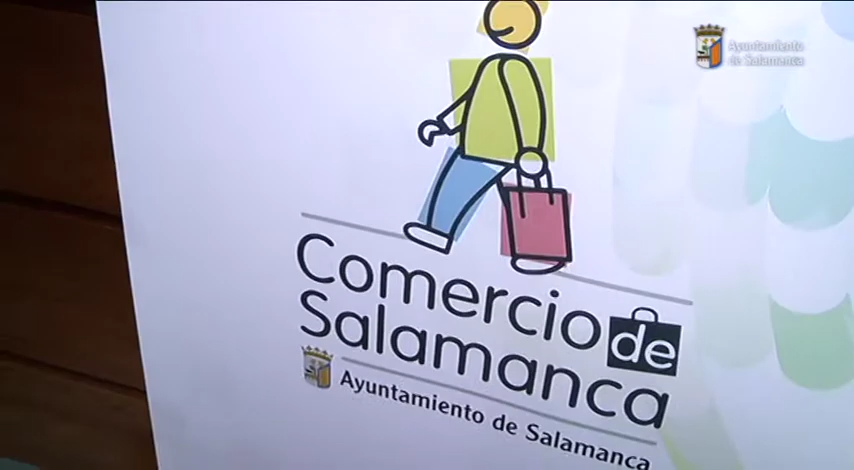 Ayuntamiento
de Salamanca
Comercio de
Salamanca
Ayuntamiento de Salamanca